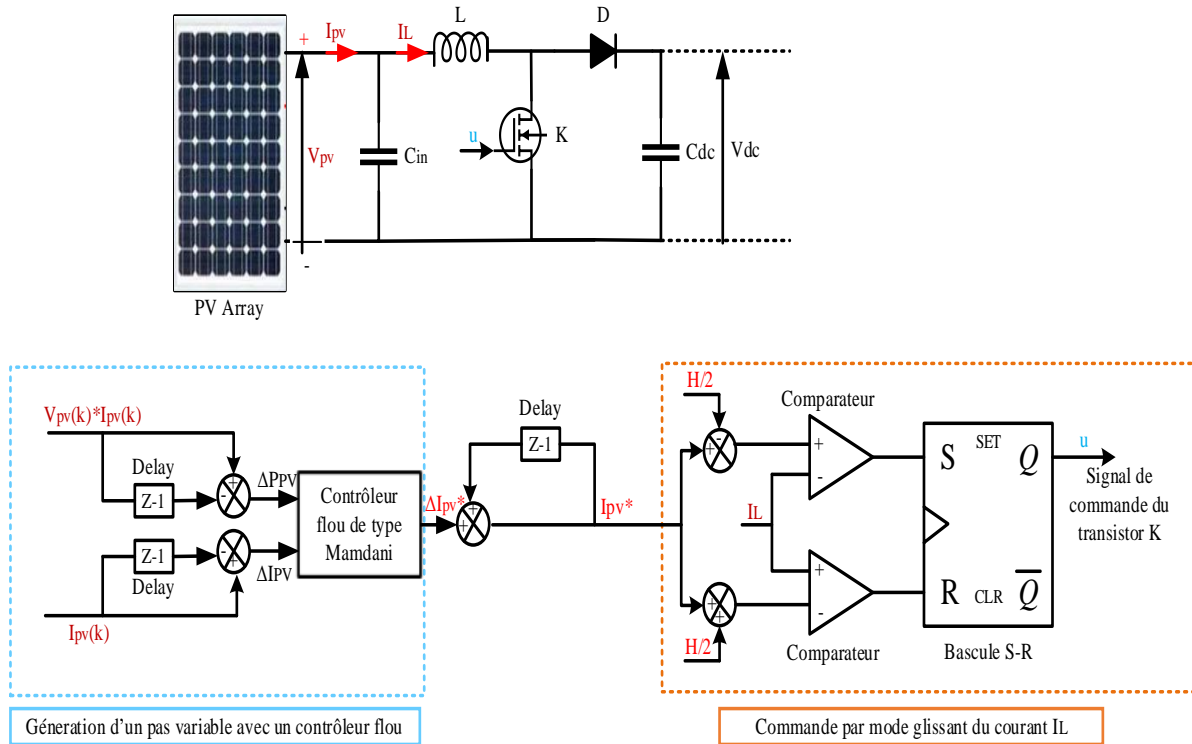 Ipv
IL
L
D
+
Vpv
Cin
u
K
Cdc
Vdc
-
PV Array
Vpv(k)*Ipv(k)
Delay
Z-1
-
+
ΔPPV
Z-1
Delay
-
+
ΔIPV
Ipv(k)
Contrôleur
flou de type
Mamdani
ΔIpv*
+
+
Delay
Z-1
Ipv*
H/2
-
+
+
+
H/2
IL
Comparateur
+
-
+
-
Comparateur
S
SET
Q
R
CLR
Q̅
Bascule S-R
u
Signal de
commande du
transistor K
Géneration d’un pas variable avec un contrôleur flou
Commande par mode glissant du courant IL